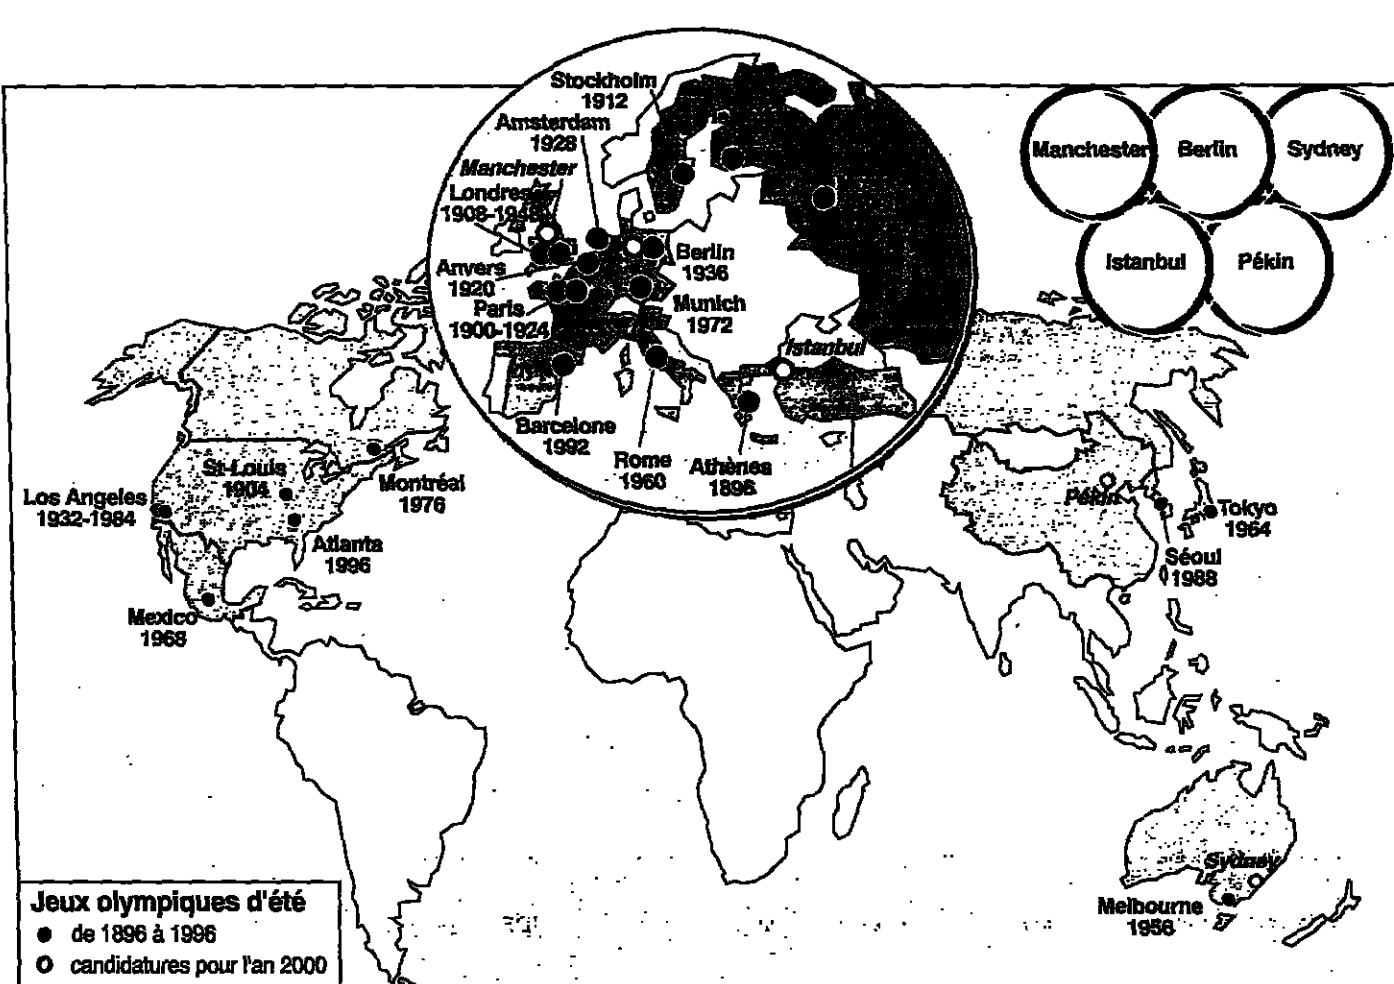 Stockholm
1912
Amsterdam
1928
Manchester
Londres
1908-1948
Anvers
1920
Paris
1900-1924
Berlin
1936
Munich
1972
Istanbul
Barcelone
1992
Rome
1960
Athènes
1896
Manchester
Berlin
Sydney
Istanbul
Pékin
St-Louis
1904
Los Angeles
1932-1984
Montréal
1976
Atlanta
1996
Mexico
1968
Pékin
Tokyo
1964
Séoul
1988
Sydney
Melbourne
1956
Jeux olympiques d'été
de 1896 à 1996
candidatures pour l'an 2000